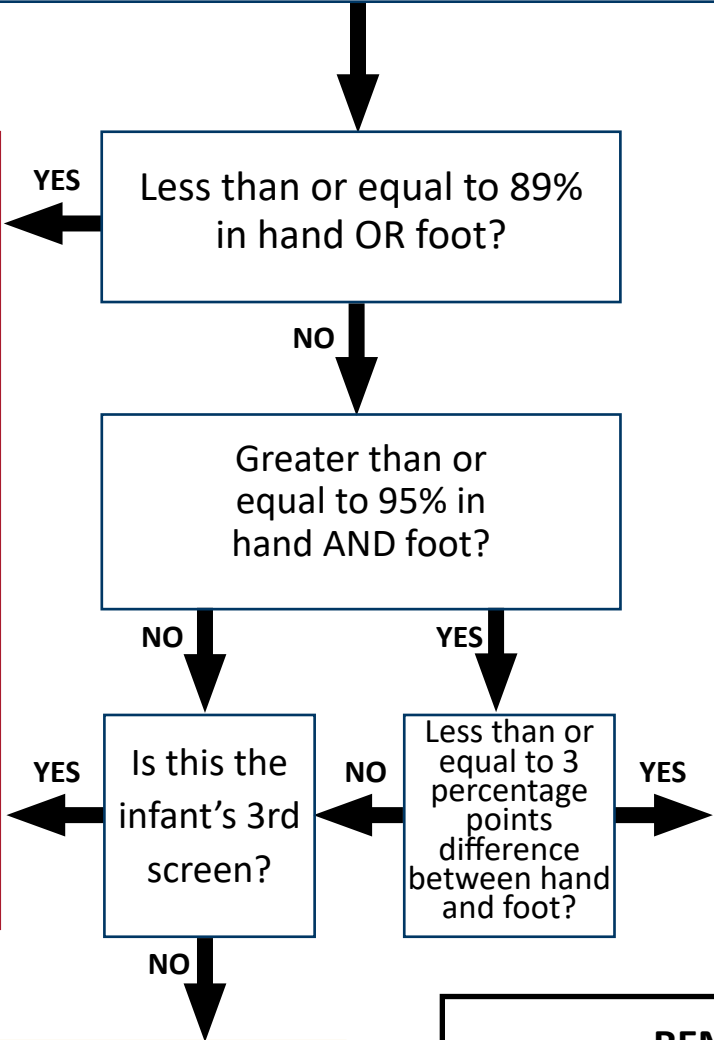 YES
Less than or equal to 89%
in hand OR foot?
NO
Greater than or
equal to 95% in
hand AND foot?
NO
YES
YES
Is this the
infant’s 3rd
screen?
NO
Less than or
equal to 3
percentage
points
difference
between hand
and foot?
YES
NO